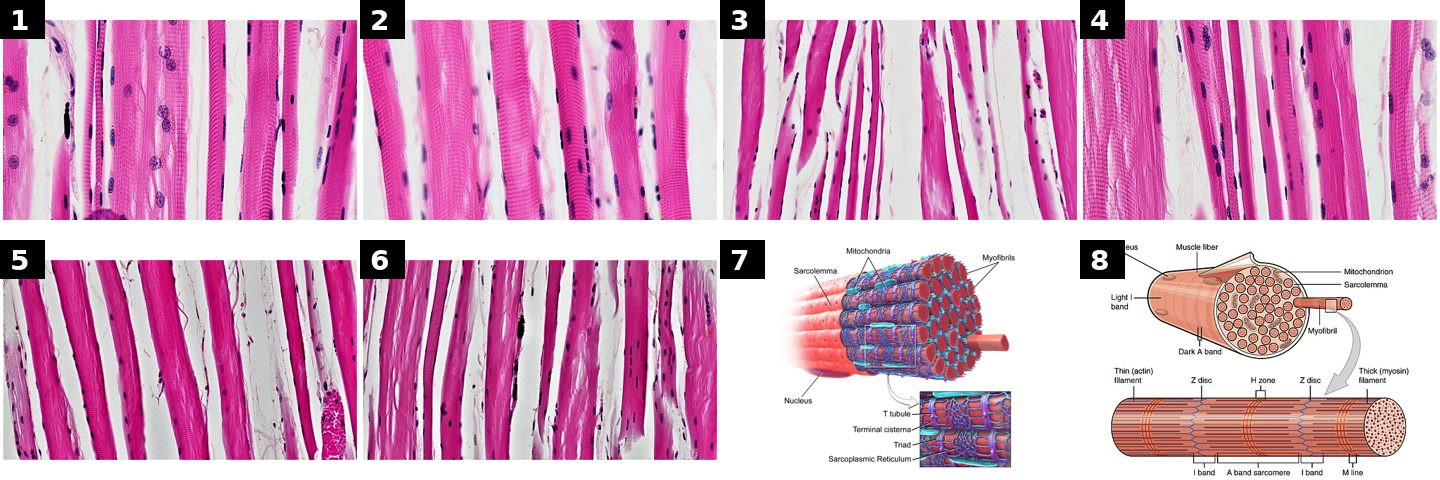 1
2
3
4
5
6
7
Mitochondria
Myofibrils
Sarcolemma
Nucleus
T tubule
Terminal cisterna
Triad
Sarcoplasmic Reticulum
8
eus
Muscle fiber
Mitochondrion
Sarcolemma
Light I
band
Myofibril
Dark A band
Thin (actin)
filament
Z disc
H zone
Z disc
Thick (myosin)
filament
I band
A band sarcomere
I band
M line